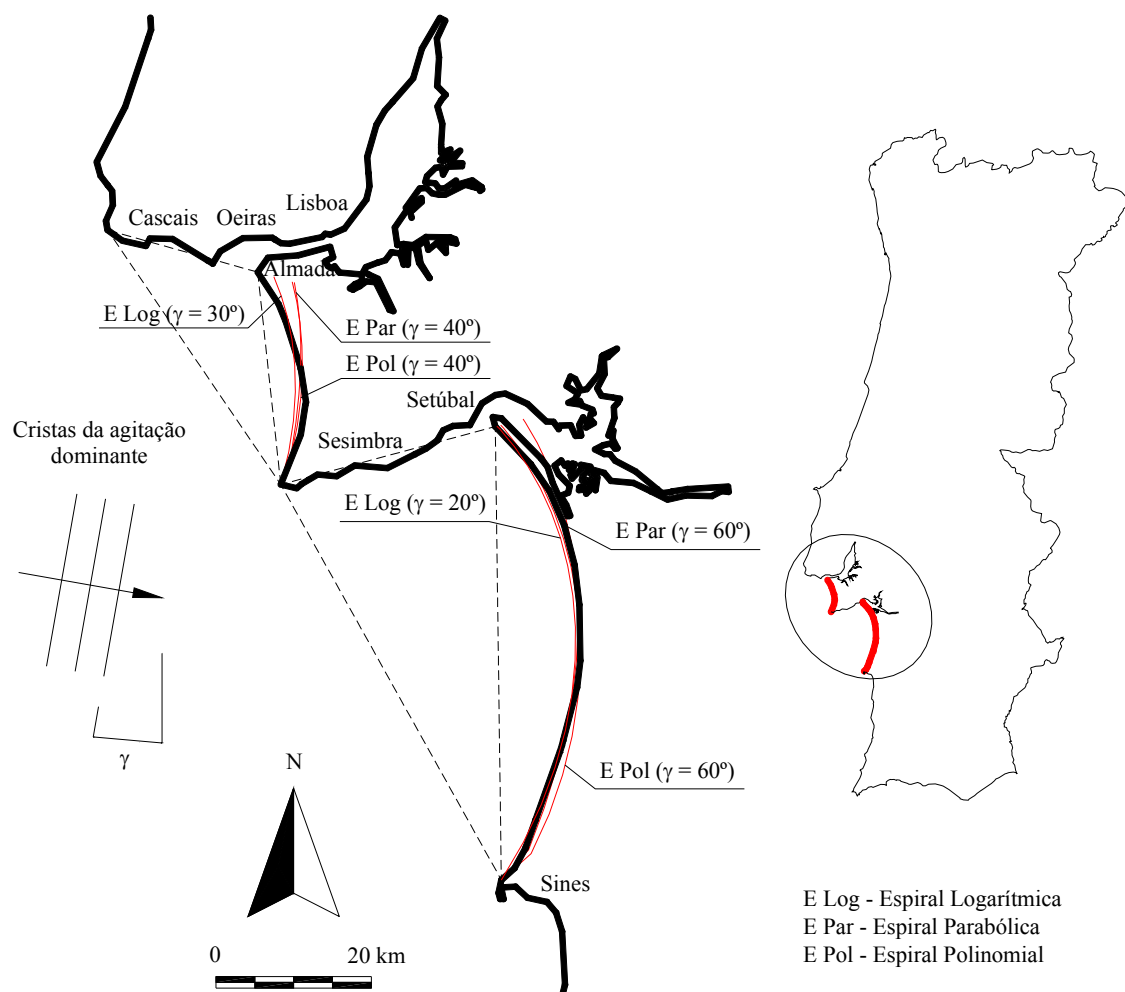 Cascais
Oeiras
Lisboa
Almada
E Log (γ = 30º)
E Par (γ = 40º)
E Pol (γ = 40º)
Setúbal
Sesimbra
Cristas da agitação
dominante
E Log (γ = 20º)
E Par (γ = 60º)
γ
N
E Pol (γ = 60º)
Sines
0
20 km
E Log - Espiral Logarítmica
E Par - Espiral Parabólica
E Pol - Espiral Polinomial